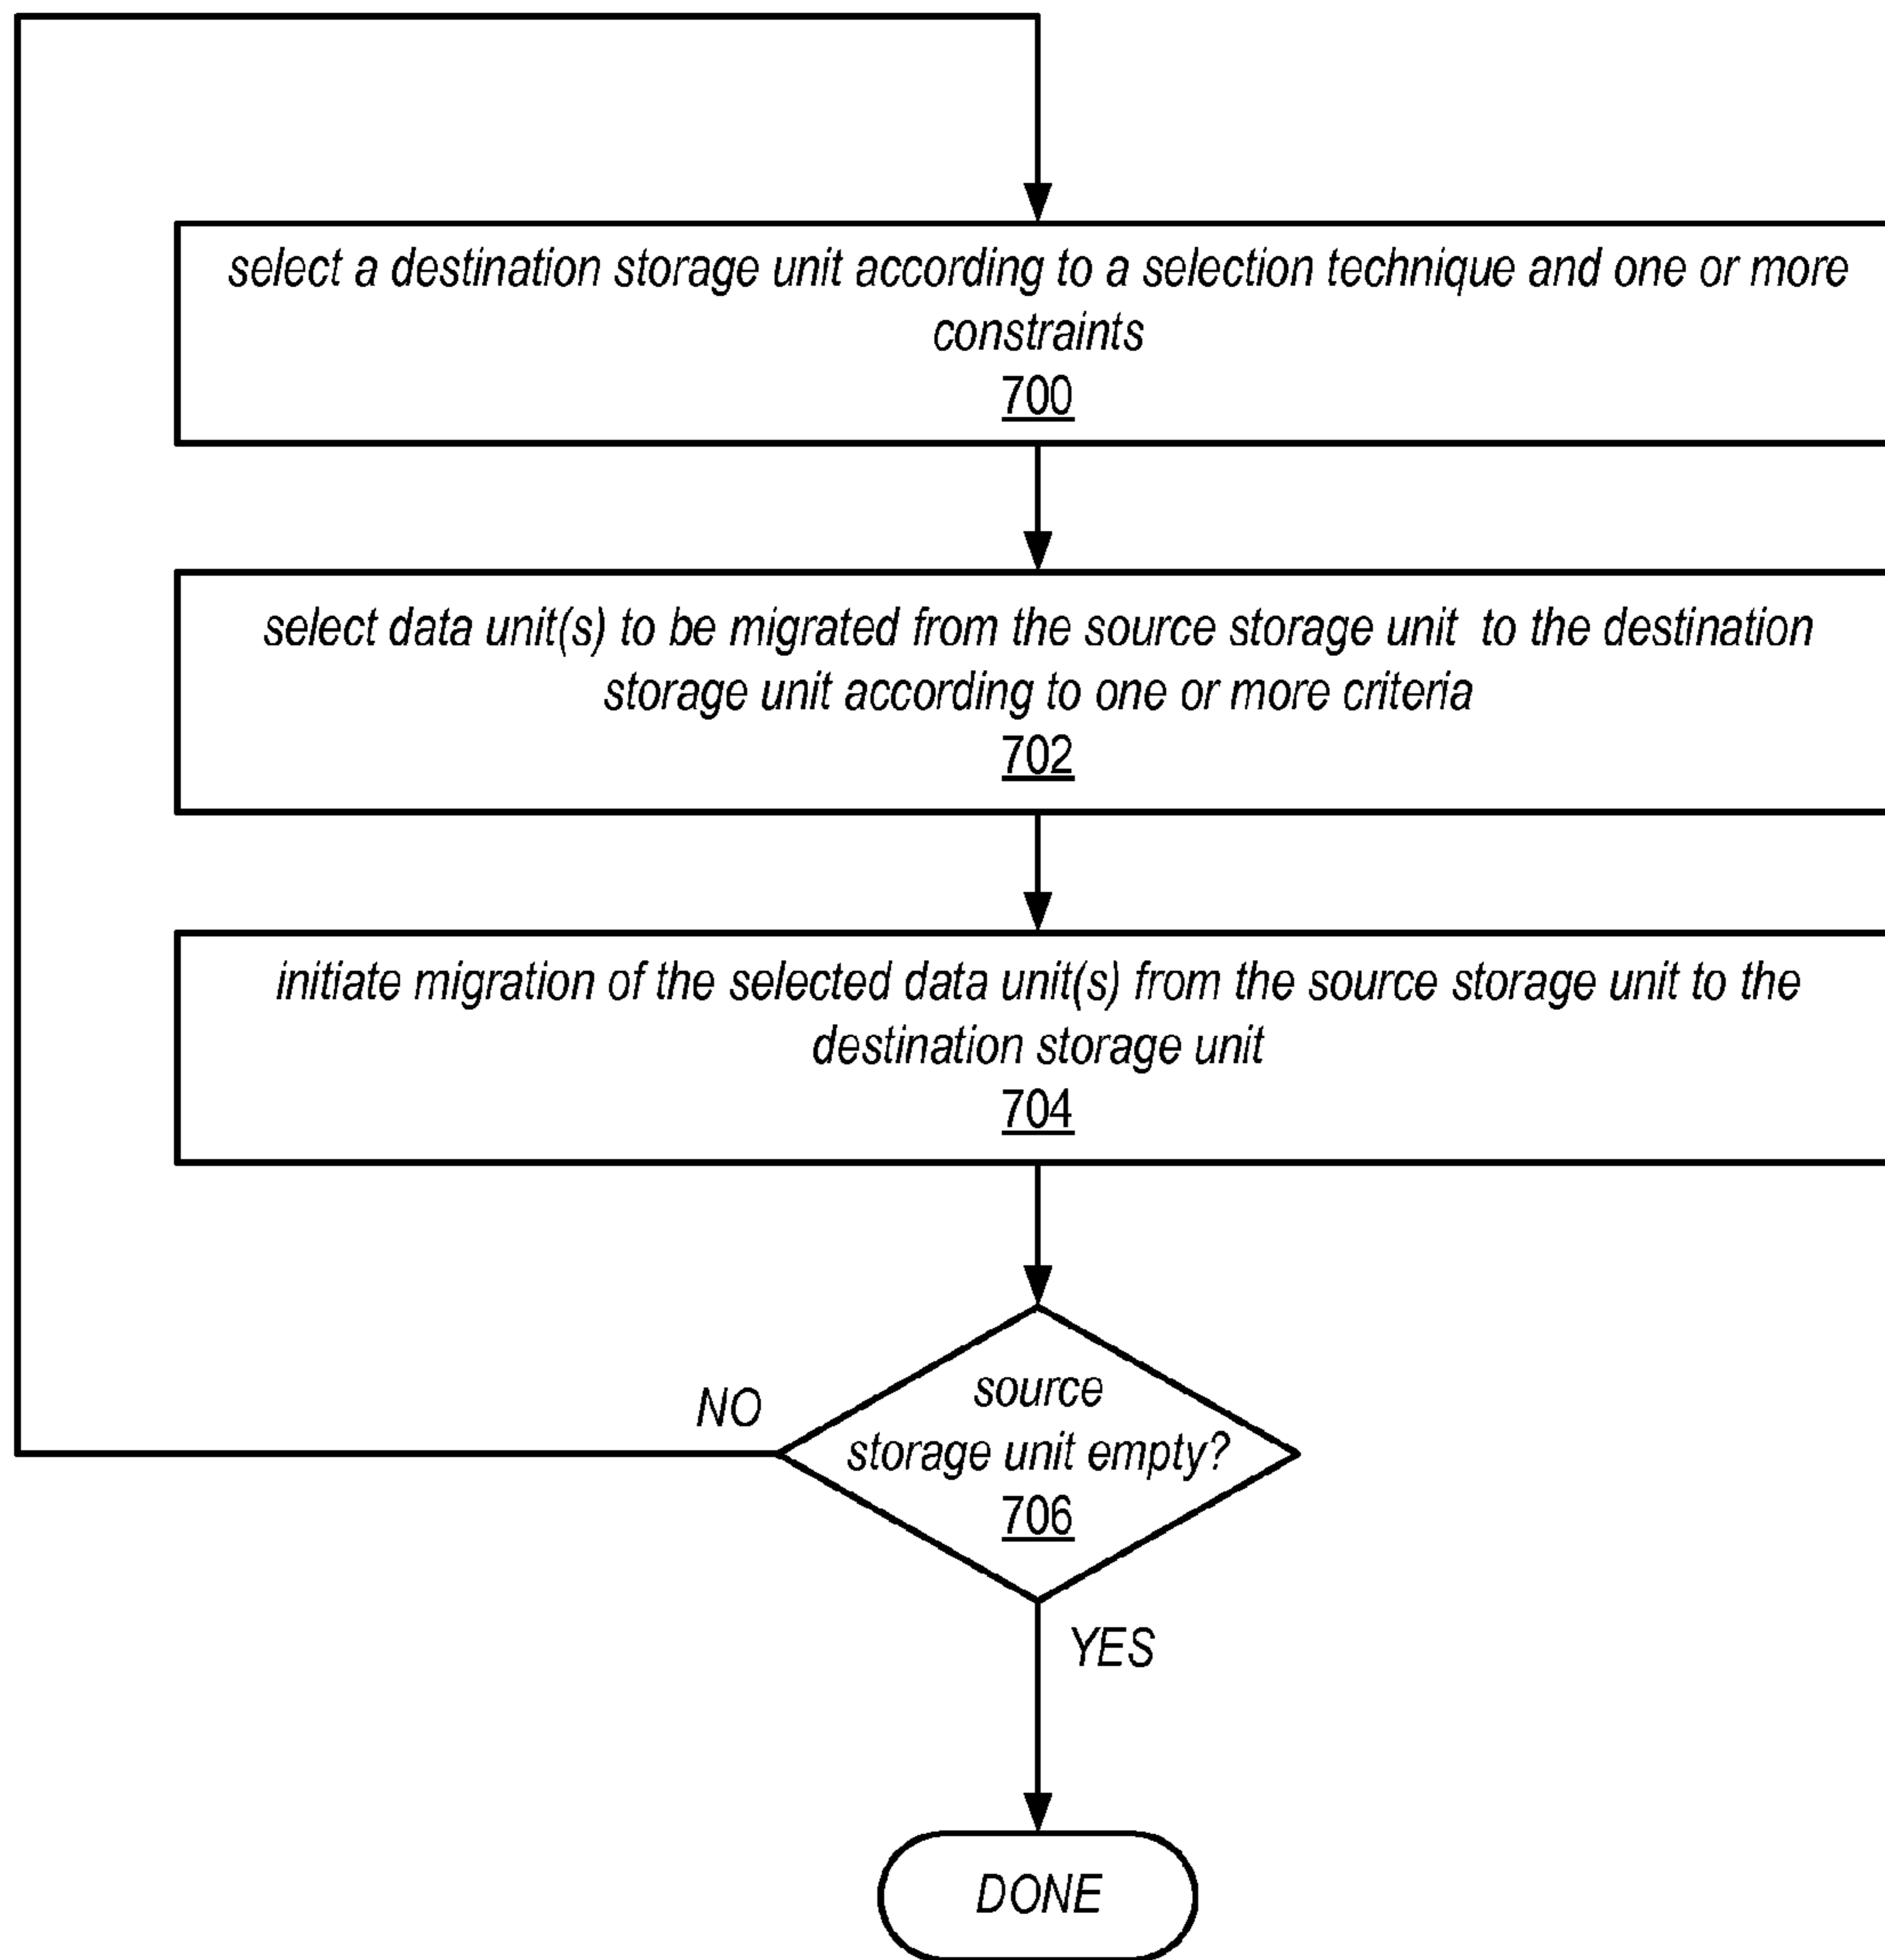 select a destination storage unit according to a selection technique and one or more
constraints
700
select data unit(s) to be migrated from the source storage unit to the destination
storage unit according to one or more criteria
702
initiate migration of the selected data unit(s) from the source storage unit to the
destination storage unit
704
NO
source
storage unit empty?
706
YES
DONE